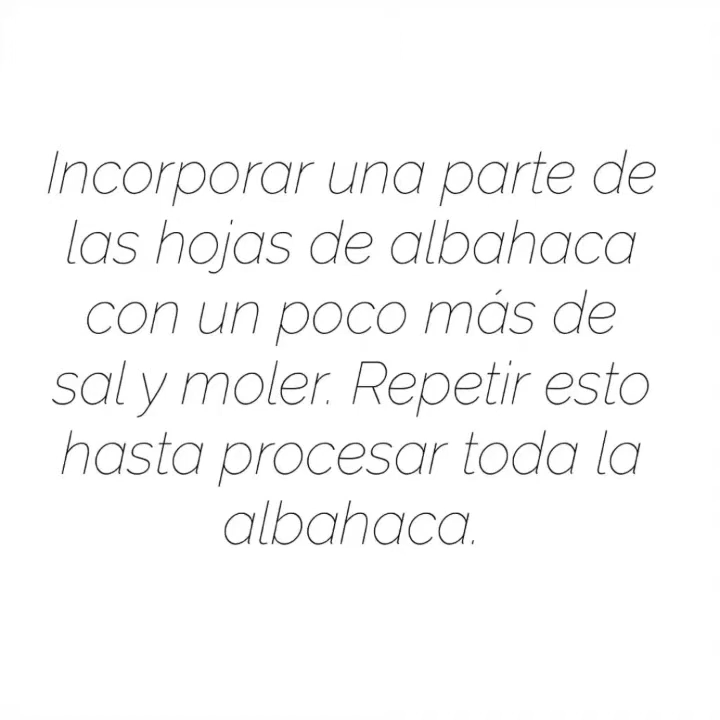 Incorporar una parte de
las hojas de albahaca
con un poco más de
sal y moler. Repetir esto
hasta procesar toda la
albahaca.